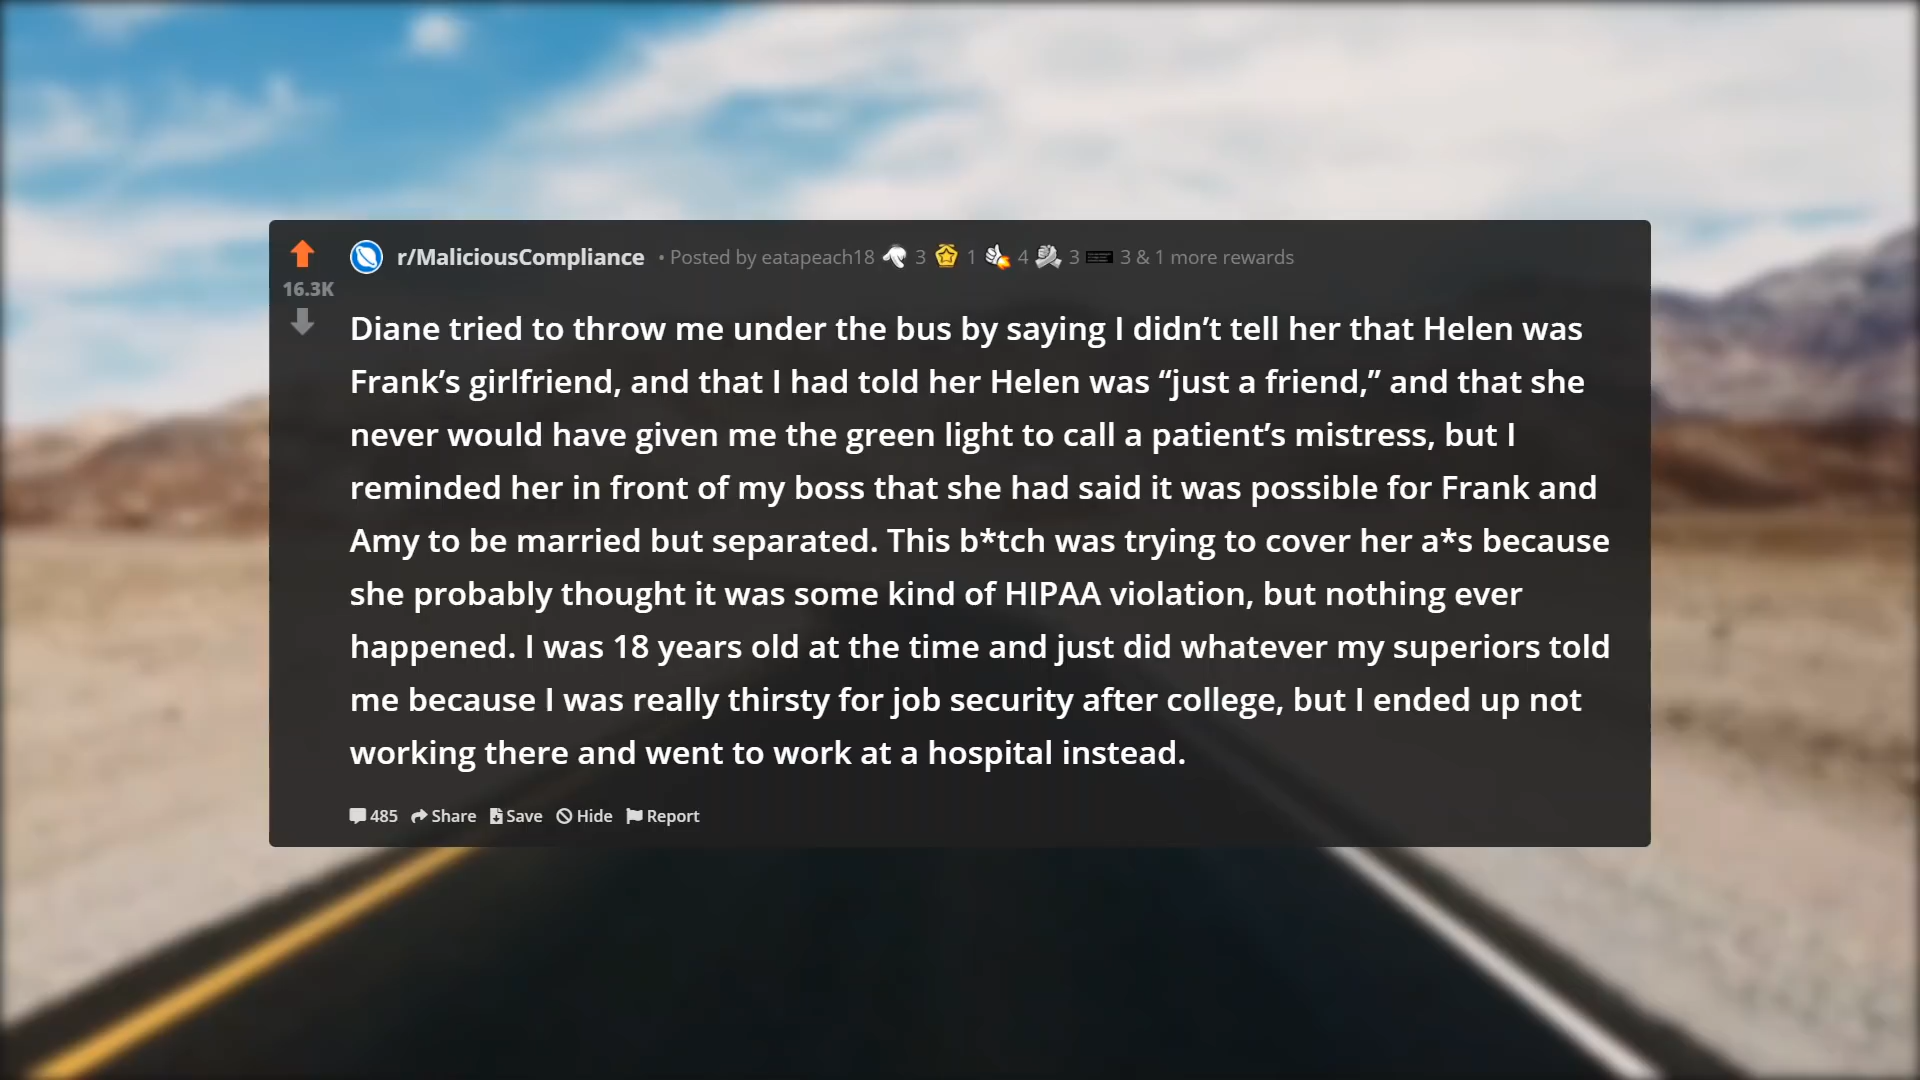 r/MaliciousCompliance • Posted by eatapeach18 3 1 4 3 3 & 1 more rewards
16.3K
Diane tried to throw me under the bus by saying I didn’t tell her that Helen was
Frank’s girlfriend, and that I had told her Helen was “just a friend,” and that she
never would have given me the green light to call a patient’s mistress, but I
reminded her in front of my boss that she had said it was possible for Frank and
Amy to be married but separated. This b*tch was trying to cover her a*s because
she probably thought it was some kind of HIPAA violation, but nothing ever
happened. I was 18 years old at the time and just did whatever my superiors told
me because I was really thirsty for job security after college, but I ended up not
working there and went to work at a hospital instead.
485 Share Save Hide Report